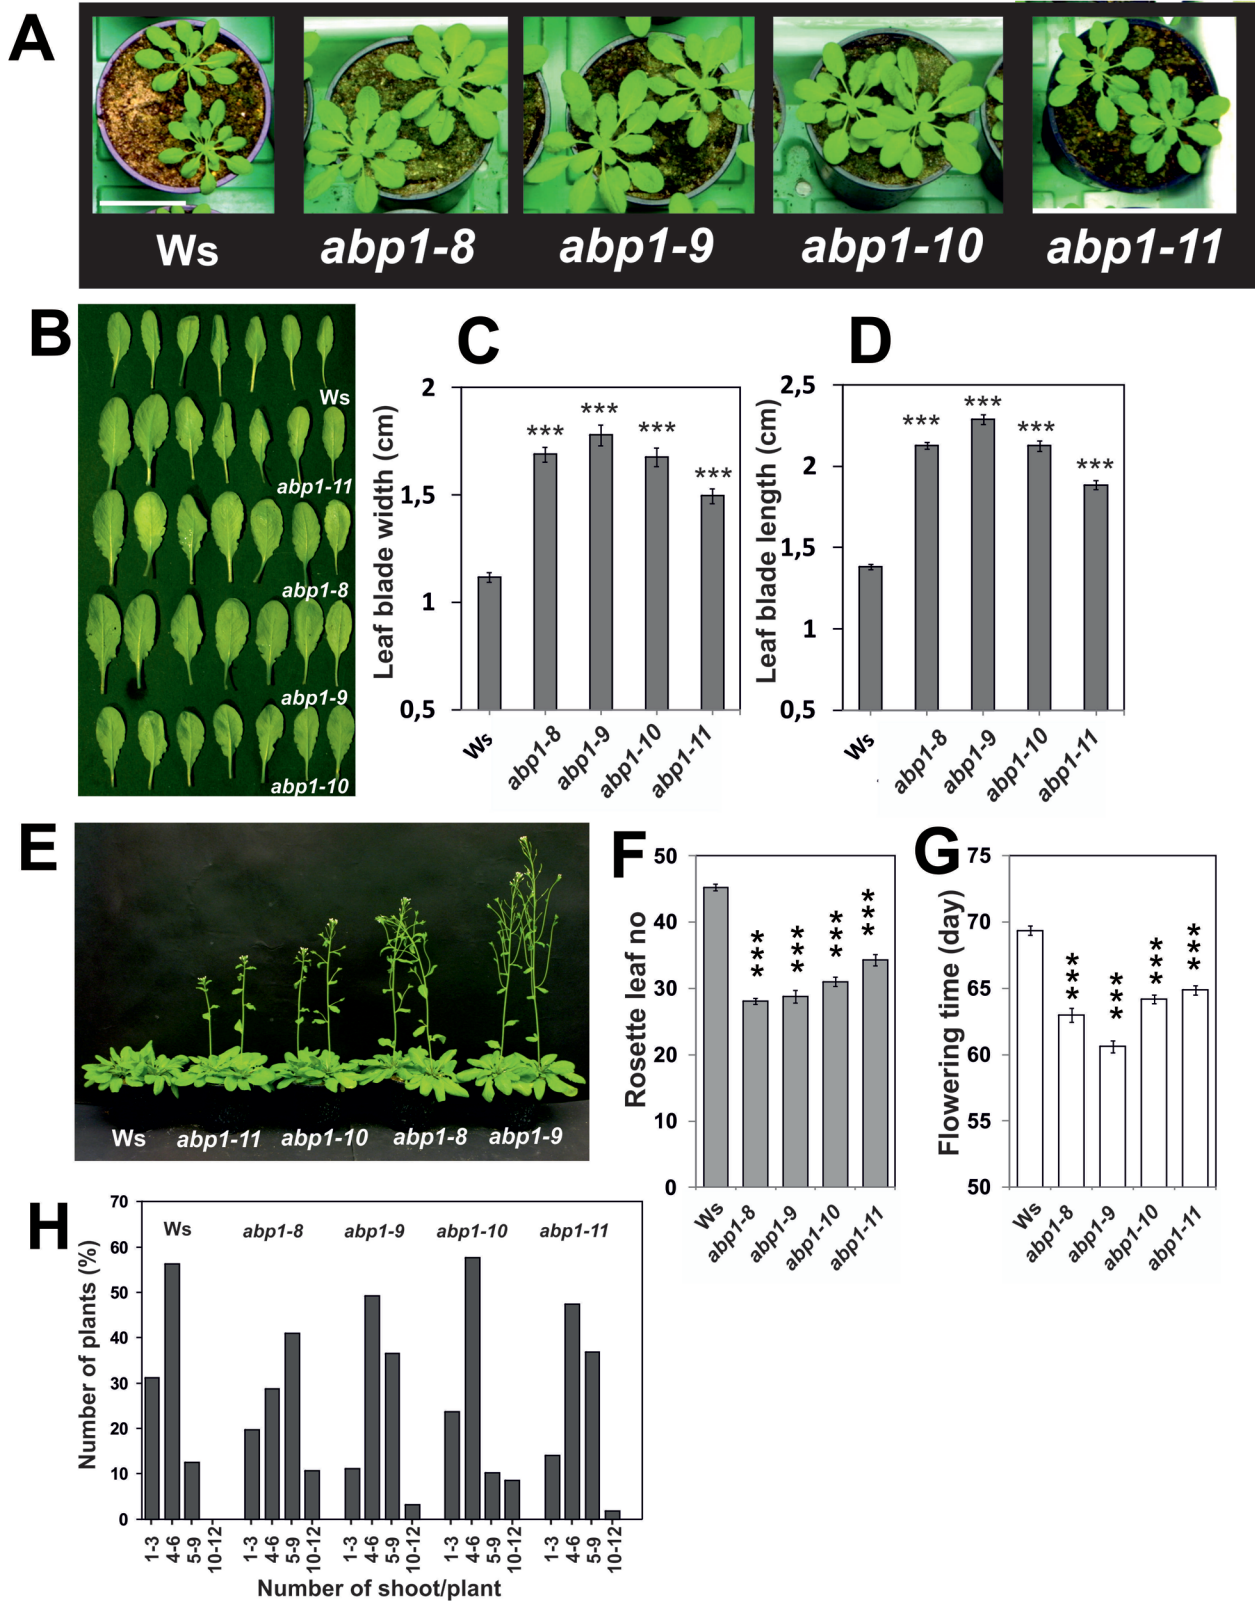 A
Ws
abp1-8
abp1-9
abp1-10
abp1-11
B
Ws
abp1-11
abp1-8
abp1-9
abp1-10
C
Leaf blade width (cm)
2
1,5
1
0,5
***
***
***
***
Ws
abp1-8
abp1-9
abp1-10
abp1-11
D
Leaf blade length (cm)
2,5
2
1,5
1
0,5
***
***
***
***
Ws
abp1-8
abp1-9
abp1-10
abp1-11
E
Ws
abp1-11
abp1-10
abp1-8
abp1-9
F
Rosette leaf no
50
40
30
20
10
0
***
***
***
***
Ws
abp1-8
abp1-9
abp1-10
abp1-11
G
Flowering time (day)
75
70
65
60
55
50
***
***
***
***
Ws
abp1-8
abp1-9
abp1-10
abp1-11
H
Number of plants (%)
70
60
50
40
30
20
10
0
Ws
abp1-8
abp1-9
abp1-10
abp1-11
1-3
4-6
5-9
10-12
1-3
4-6
5-9
10-12
1-3
4-6
5-9
10-12
1-3
4-6
5-9
10-12
1-3
4-6
5-9
10-12
Number of shoot/plant